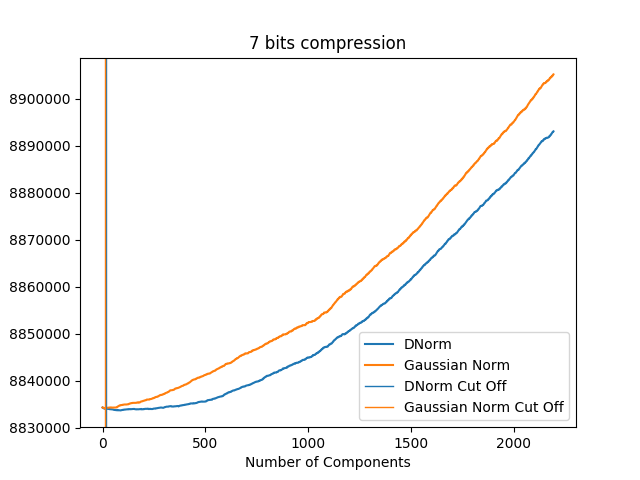 7 bits compression
8900000
8890000
8880000
8870000
8860000
8850000
8840000
8830000
DNorm
Gaussian Norm
DNorm Cut Off
Gaussian Norm Cut Off
0 500 1000 1500 2000
Number of Components